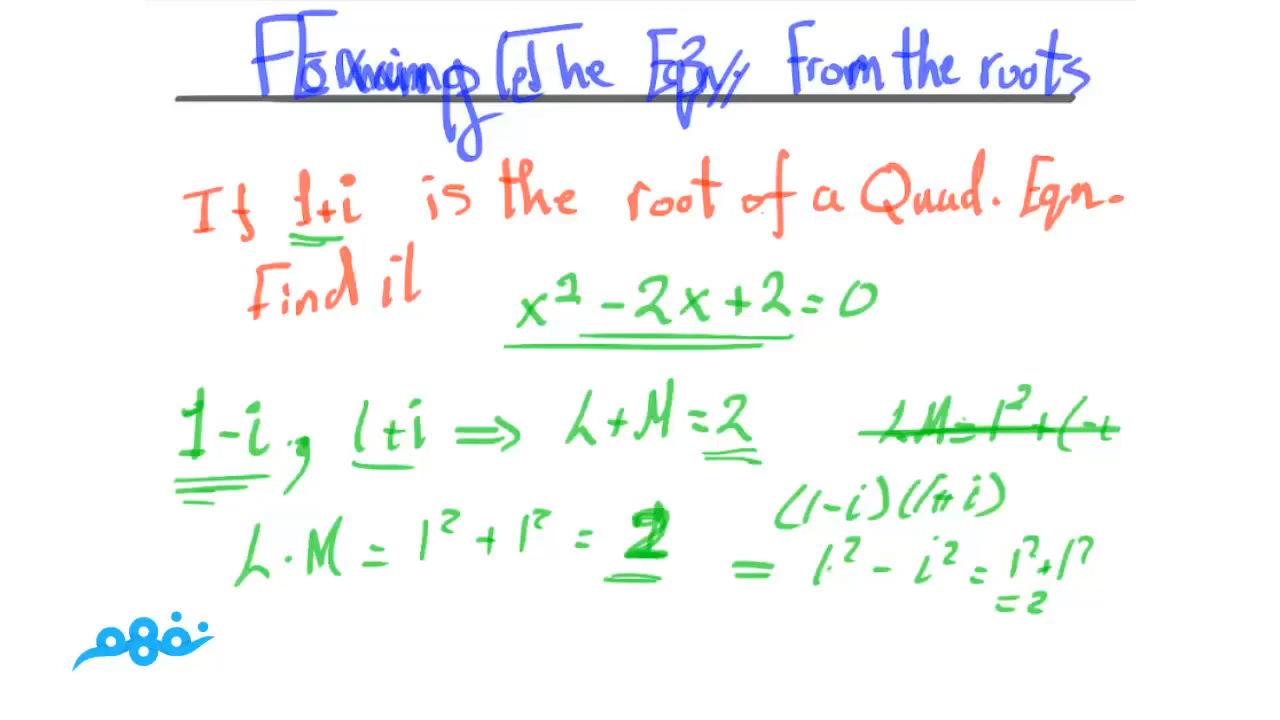 The Eqn From the roots
If 1+i is the root of a Quad. Eqn.
Find it
x² - 2x + 2 = 0
1-i , 1+i ⇒ L+M = 2
L.M = 1² + 1² = 2
(1-i)(1+i)
= 1² - i² = 1² + 1²
= 2
نفهم